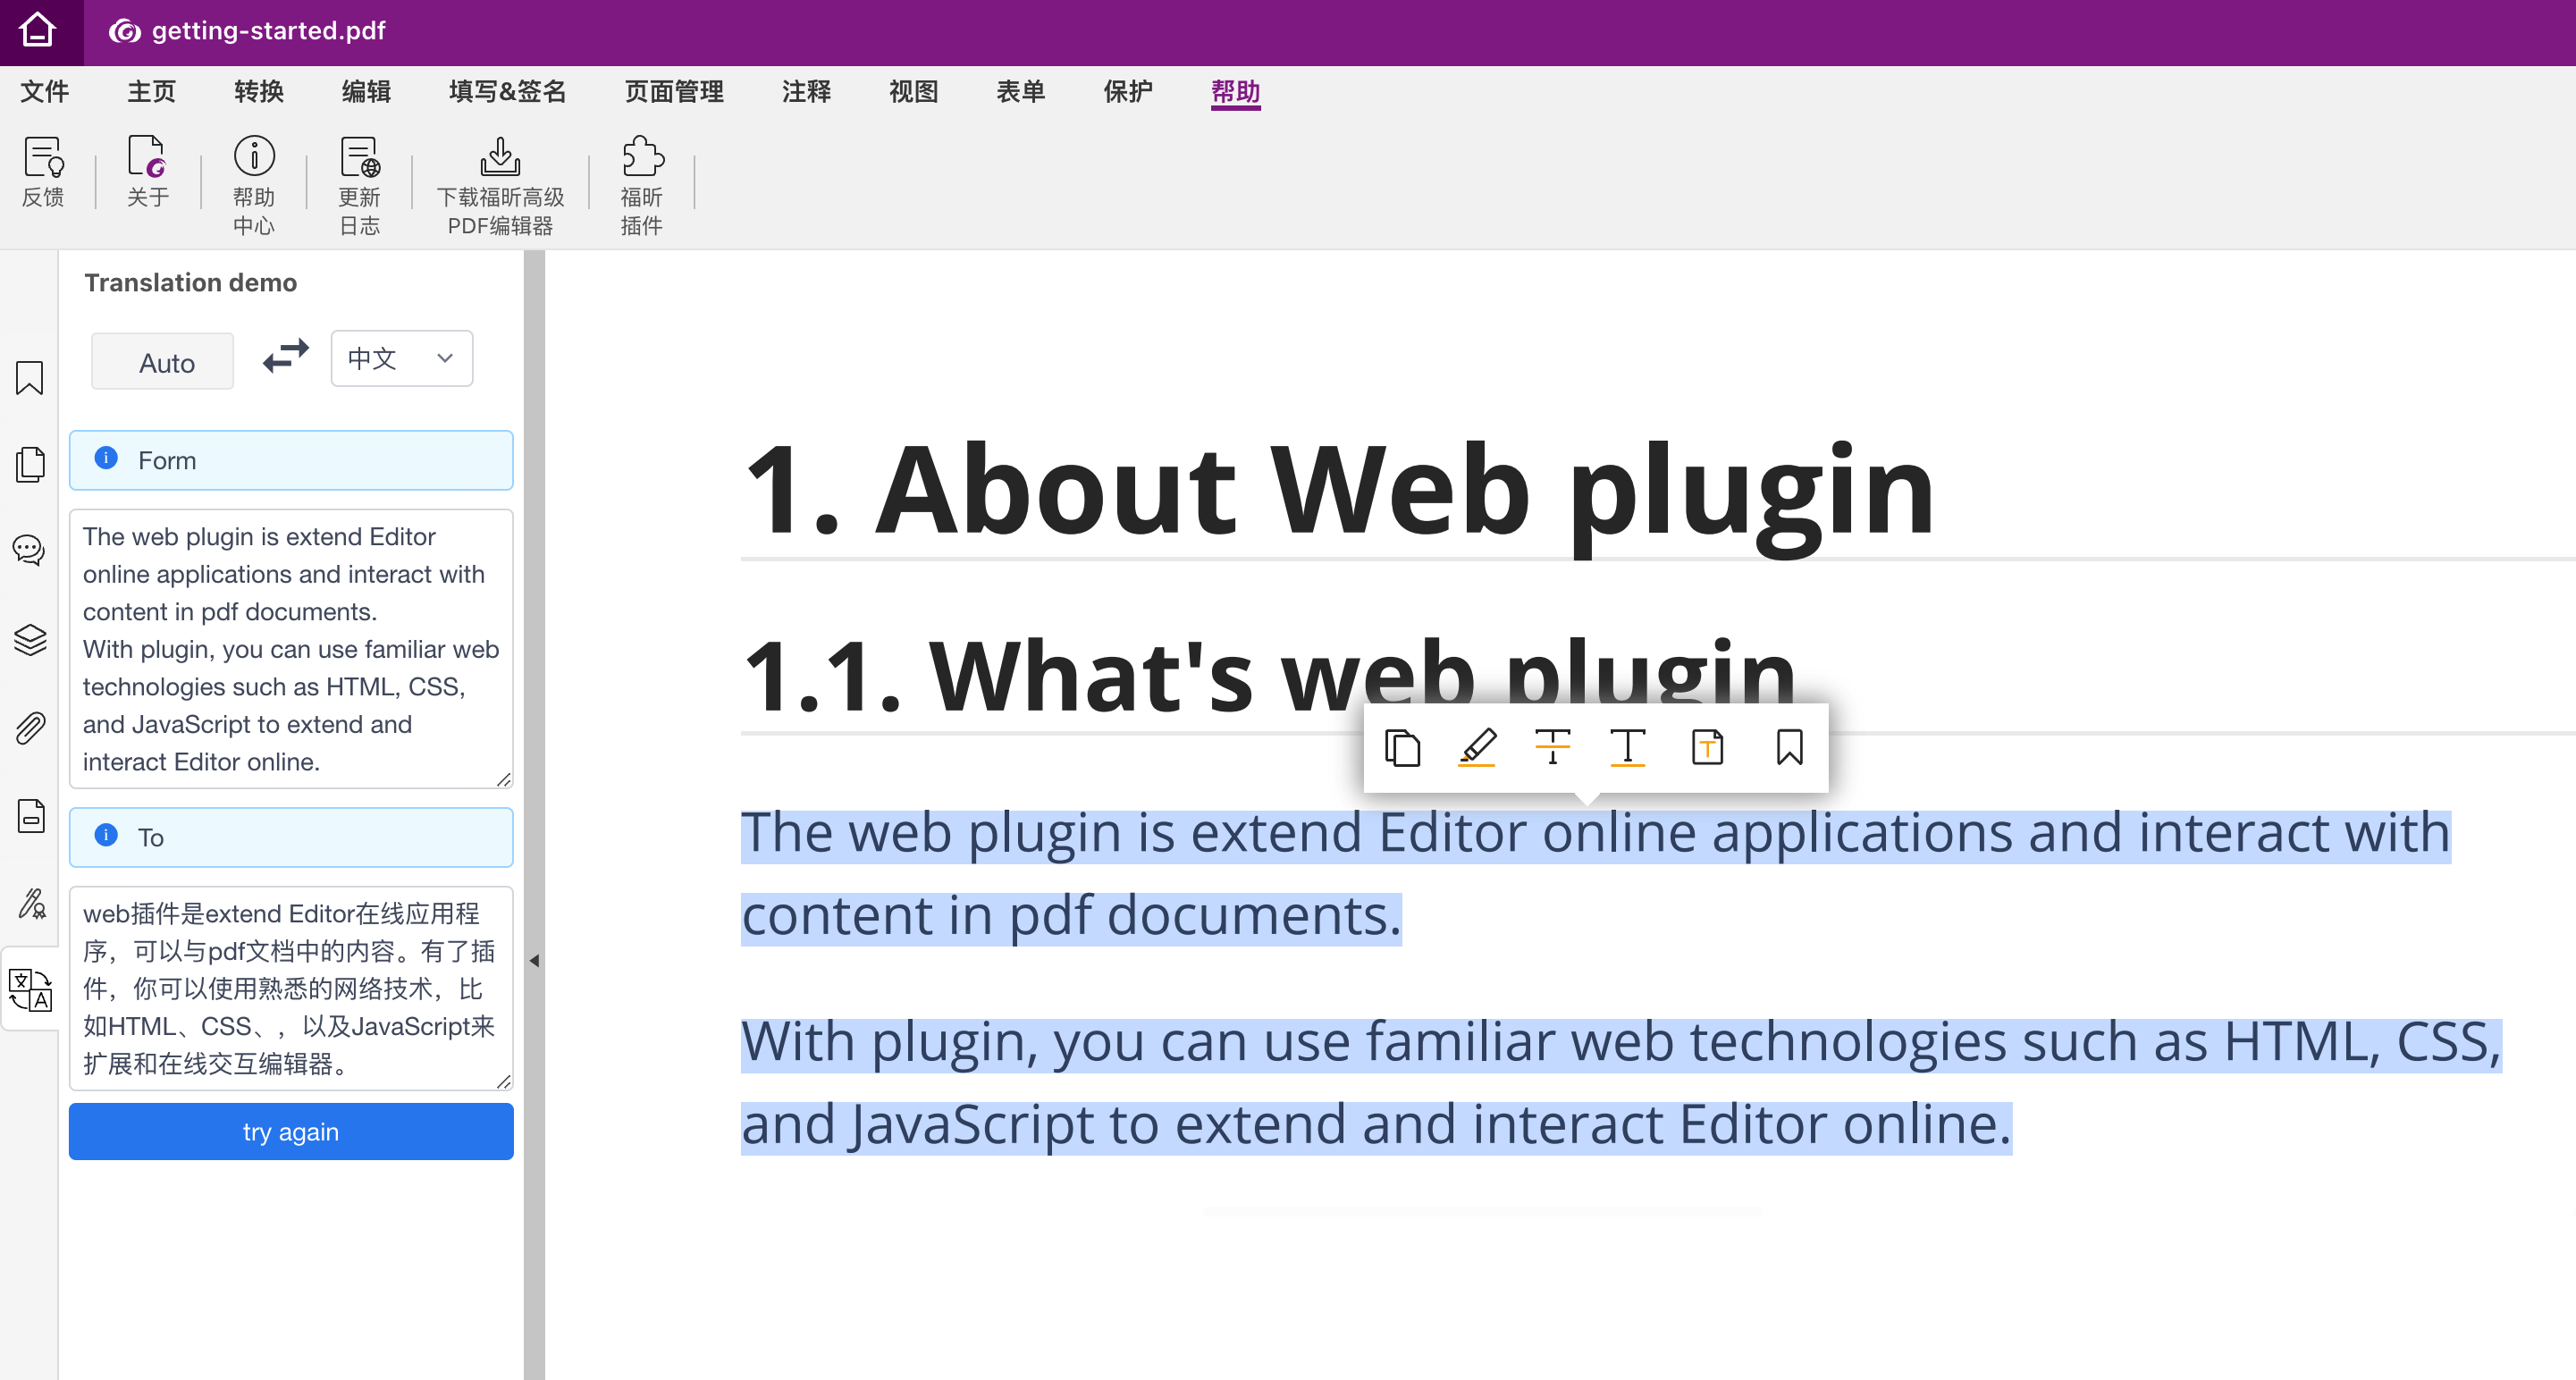 getting-started.pdf
文件 主页 转换 编辑 填写&签名 页面管理 注释 视图 表单 保护 帮助
反馈
关于
帮助
中心
更新
日志
下载福昕高级
PDF编辑器
福昕
插件
Translation demo
Auto 中文
Form
The web plugin is extend Editor
online applications and interact with
content in pdf documents.
With plugin, you can use familiar web
technologies such as HTML, CSS,
and JavaScript to extend and
interact Editor online.
To
web插件是extend Editor在线应用程
序，可以与pdf文档中的内容。有了插
件，你可以使用熟悉的网络技术，比
如HTML、CSS、，以及JavaScript来
扩展和在线交互编辑器。
try again
1. About Web plugin
1.1. What's web plugin
The web plugin is extend Editor online applications and interact with
content in pdf documents.
With plugin, you can use familiar web technologies such as HTML, CSS,
and JavaScript to extend and interact Editor online.